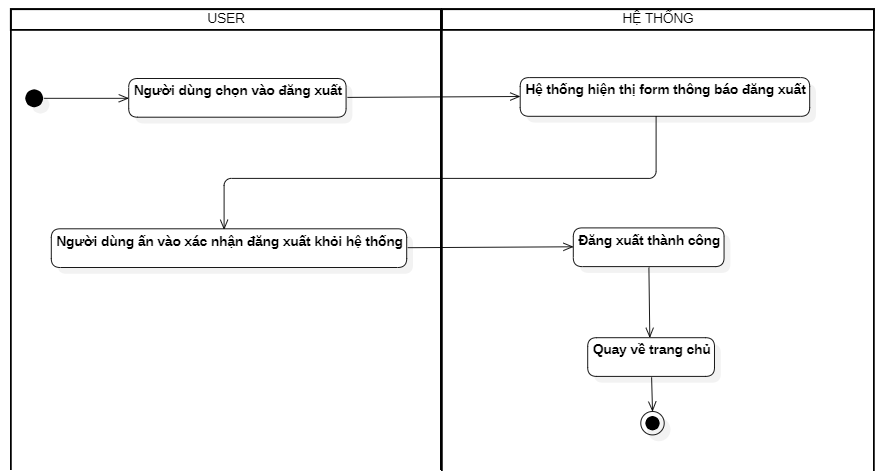 USER
HỆ THỐNG
Người dùng chọn vào đăng xuất
Hệ thống hiện thị form thông báo đăng xuất
Người dùng ấn vào xác nhận đăng xuất khỏi hệ thống
Đăng xuất thành công
Quay về trang chủ